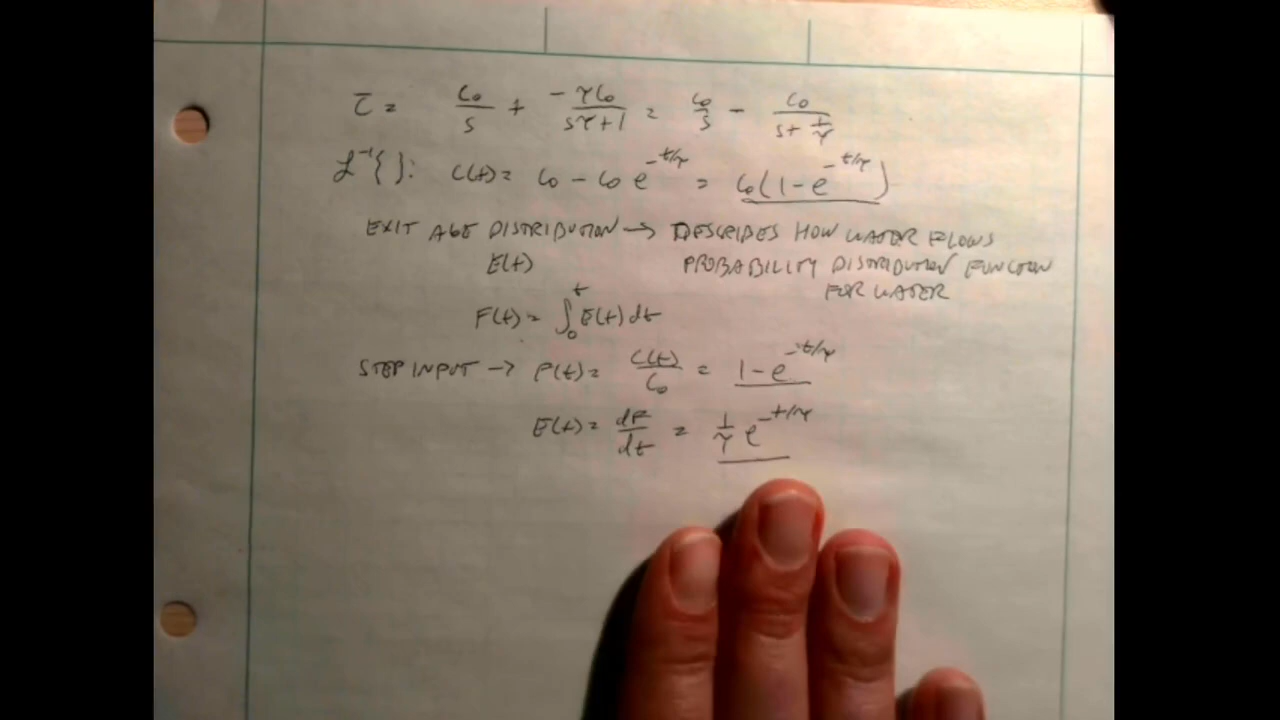 C̅ = C₀/s + -τC₀/(sτ+1) = C₀/s - C₀/(s + 1/τ)
ℒ⁻¹{ }: C(t) = C₀ - C₀ e^(-t/τ) = C₀(1 - e^(-t/τ))
EXIT AGE DISTRIBUTION → DESCRIBES HOW WATER FLOWS
E(t) PROBABILITY DISTRIBUTION FUNCTION
FOR WATER
F(t) = ∫₀ᵗ E(t) dt
STEP INPUT → F(t) = C(t)/C₀ = 1 - e^(-t/τ)
E(t) = dF/dt = 1/τ e^(-t/τ)